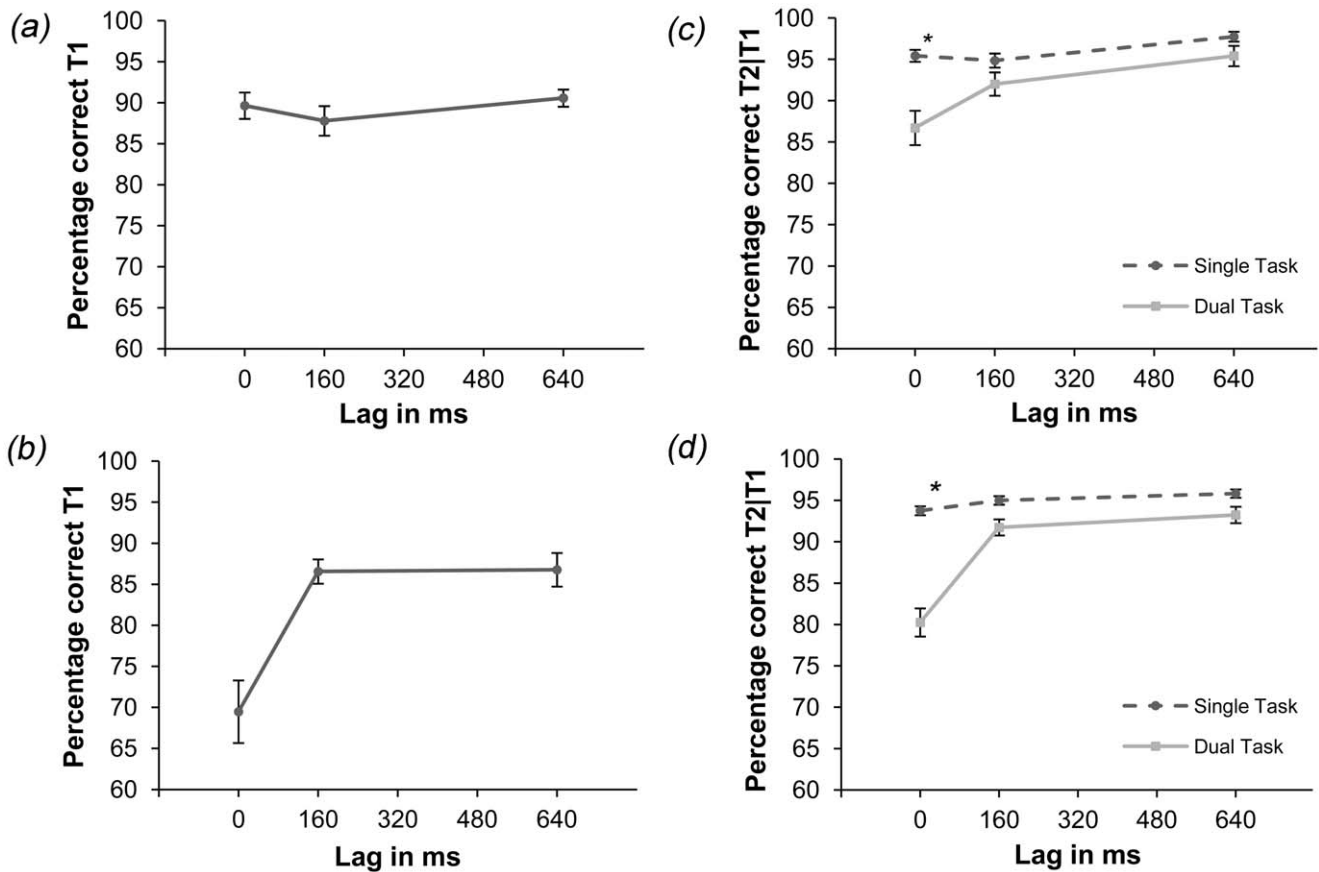 (a)
Percentage correct T1
100
95
90
85
80
75
70
65
60
0 160 320 480 640
Lag in ms
(c)
Percentage correct T2|T1
100
95
90
85
80
75
70
65
60
*
Single Task
Dual Task
0 160 320 480 640
Lag in ms
(b)
Percentage correct T1
100
95
90
85
80
75
70
65
60
0 160 320 480 640
Lag in ms
(d)
Percentage correct T2|T1
100
95
90
85
80
75
70
65
60
*
Single Task
Dual Task
0 160 320 480 640
Lag in ms